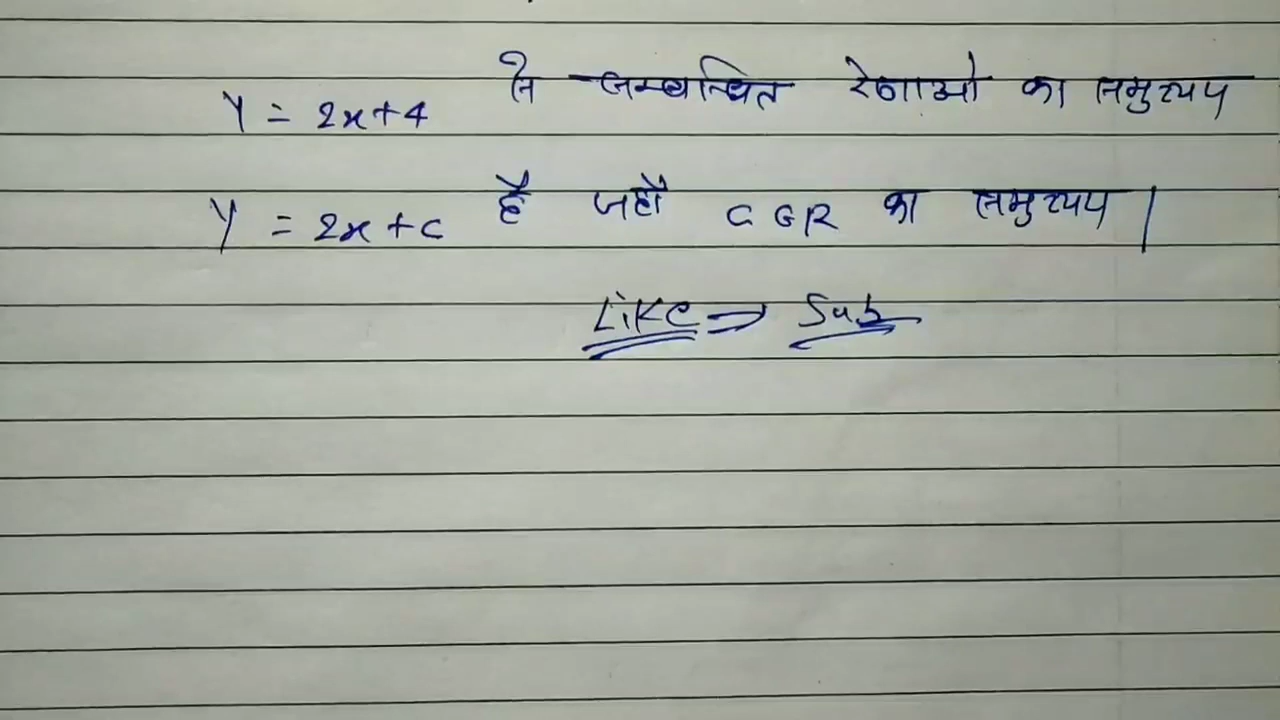 Y = 2x+4 से सम्बन्धित रेखाओ का समुच्चय
Y = 2x+c है जहाँ C ∈ R का समुच्चय |
Like ⇒ Sub